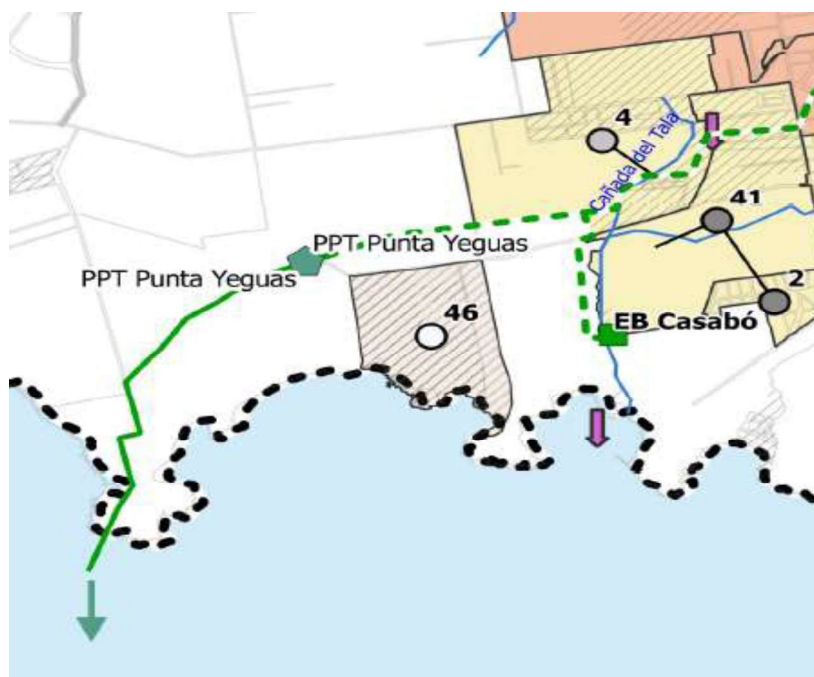 4
Cañada del Tala
41
PPT Punta Yeguas
PPT Punta Yeguas
2
46
EB Casabó